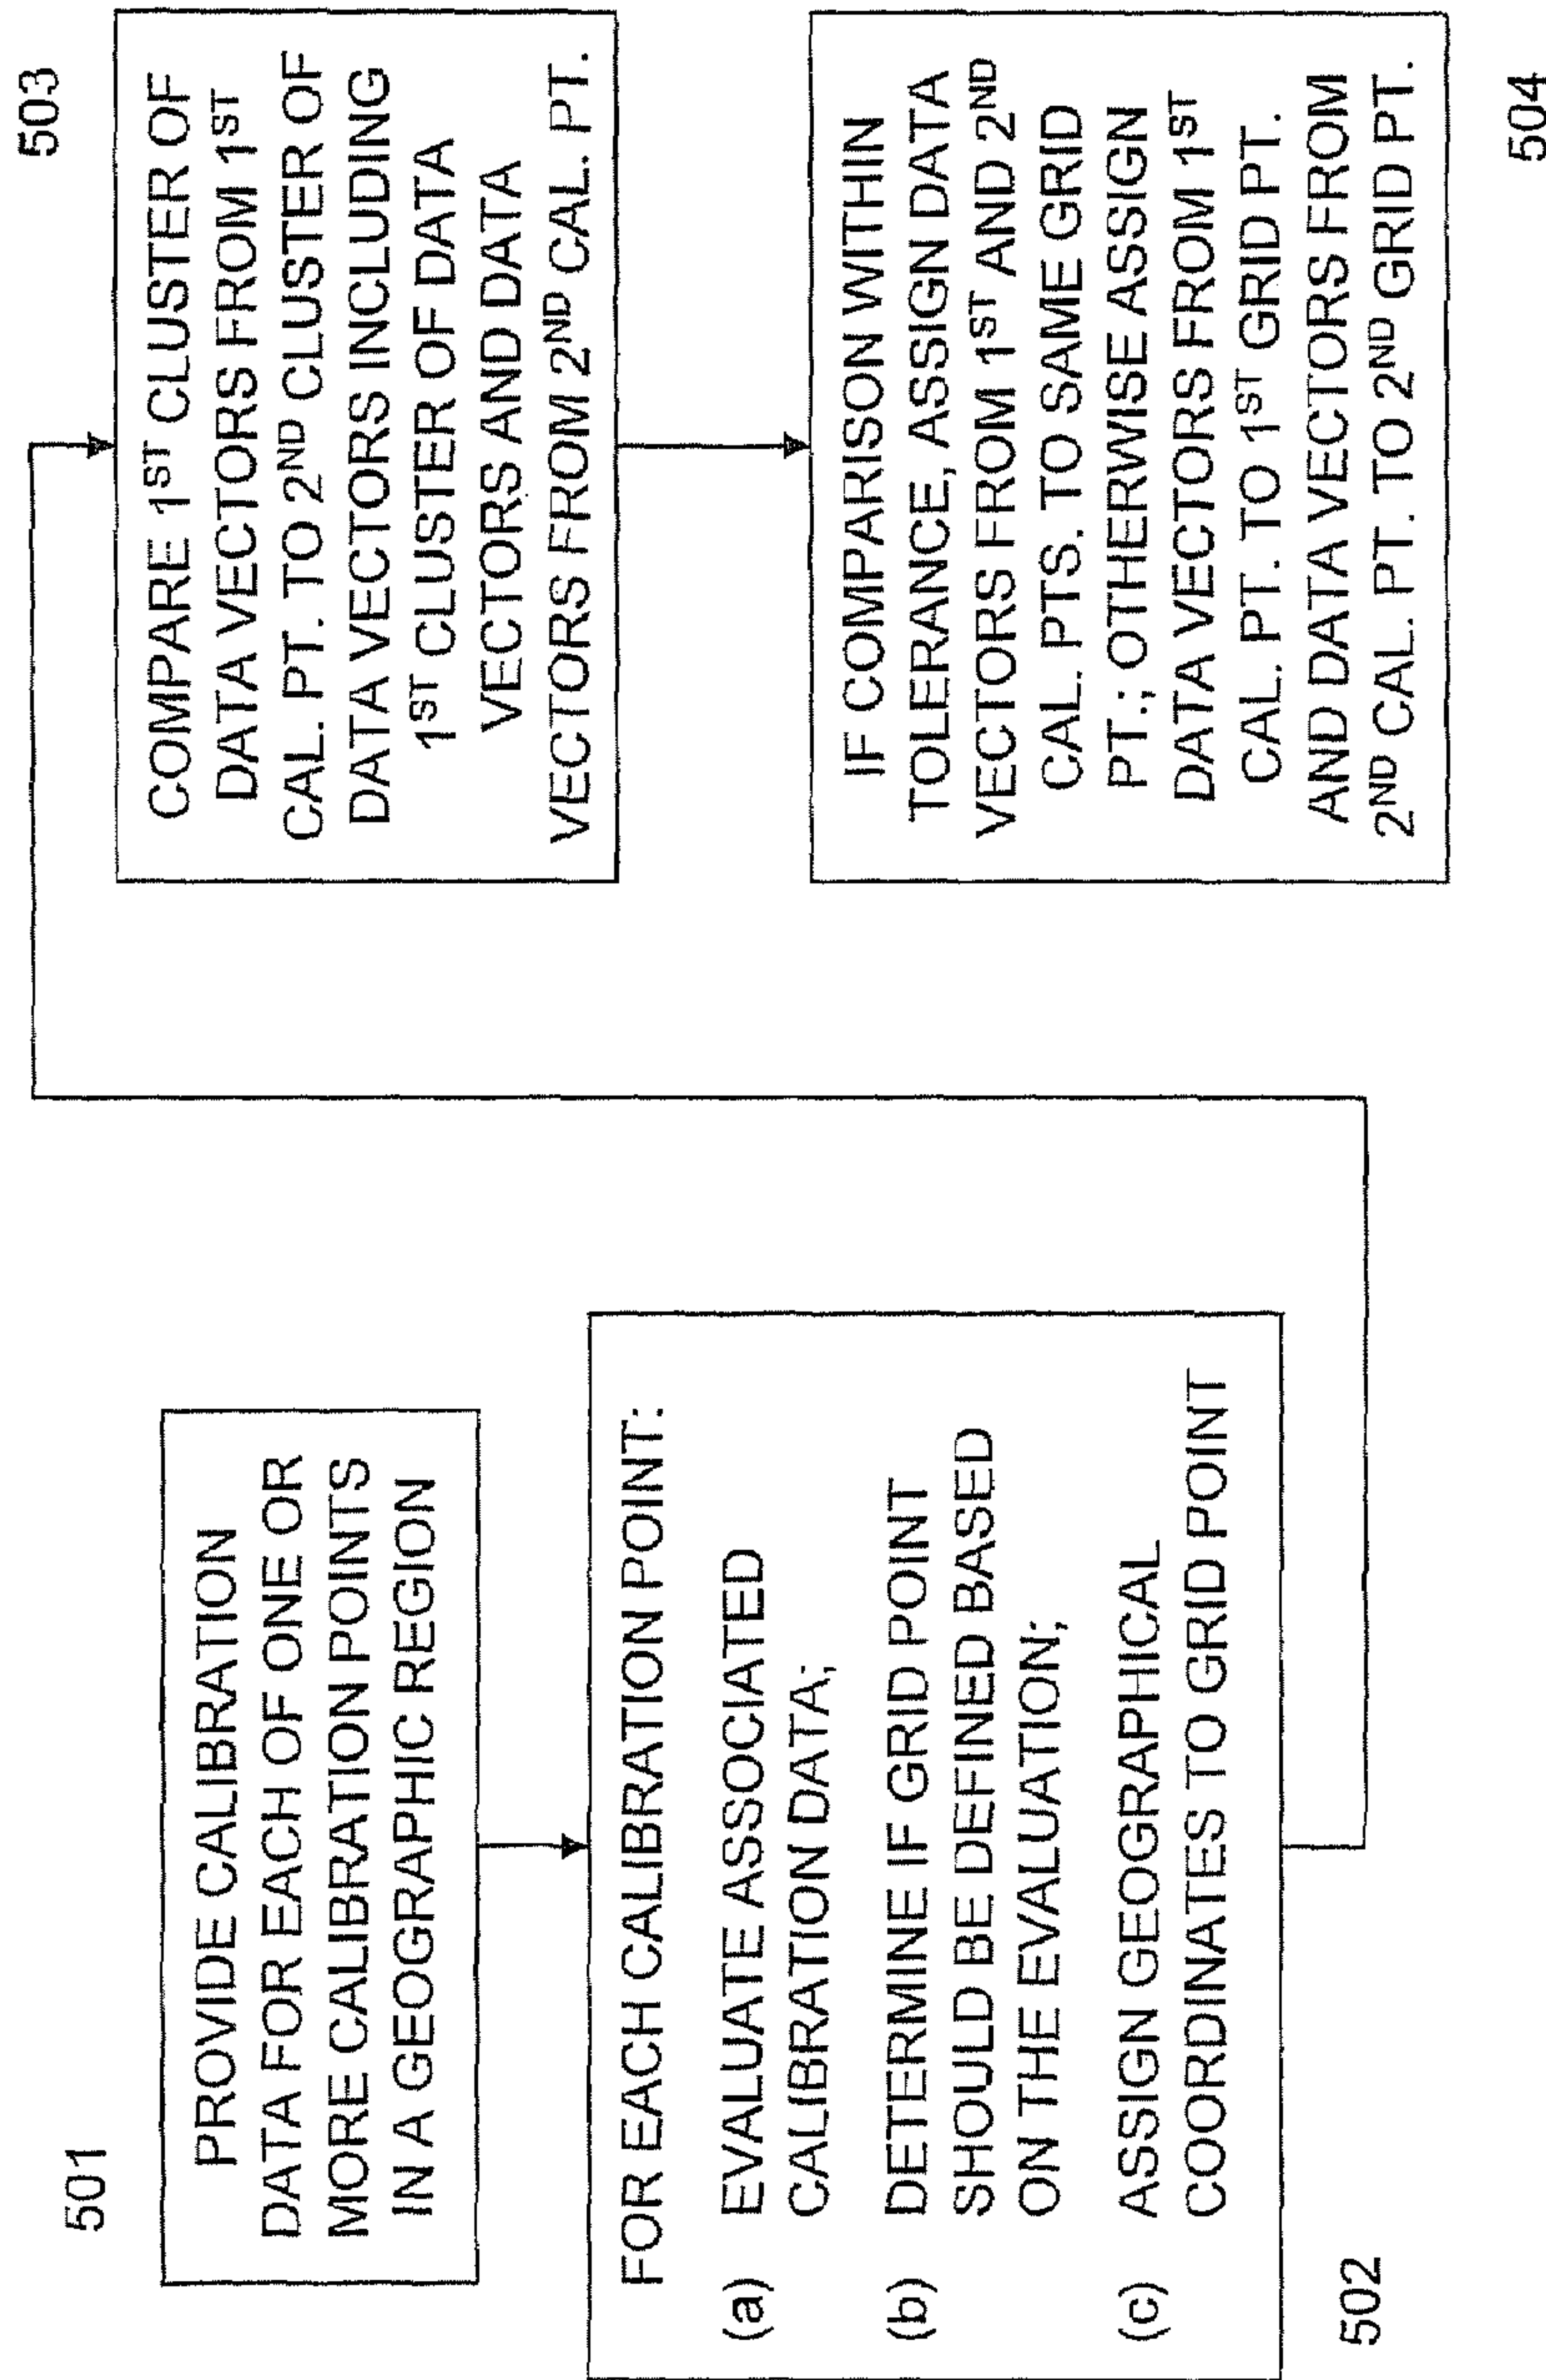 501
PROVIDE CALIBRATION
DATA FOR EACH OF ONE OR
MORE CALIBRATION POINTS
IN A GEOGRAPHIC REGION
FOR EACH CALIBRATION POINT:
(a) EVALUATE ASSOCIATED
CALIBRATION DATA;
(b) DETERMINE IF GRID POINT
SHOULD BE DEFINED BASED
ON THE EVALUATION;
(c) ASSIGN GEOGRAPHICAL
COORDINATES TO GRID POINT
502
503
COMPARE 1ST CLUSTER OF
DATA VECTORS FROM 1ST
CAL. PT. TO 2ND CLUSTER OF
DATA VECTORS INCLUDING
1ST CLUSTER OF DATA
VECTORS AND DATA
VECTORS FROM 2ND CAL. PT.
IF COMPARISON WITHIN
TOLERANCE, ASSIGN DATA
VECTORS FROM 1ST AND 2ND
CAL. PTS. TO SAME GRID
PT.; OTHERWISE ASSIGN
DATA VECTORS FROM 1ST
CAL. PT. TO 1ST GRID PT.
AND DATA VECTORS FROM
2ND CAL. PT. TO 2ND GRID PT.
504